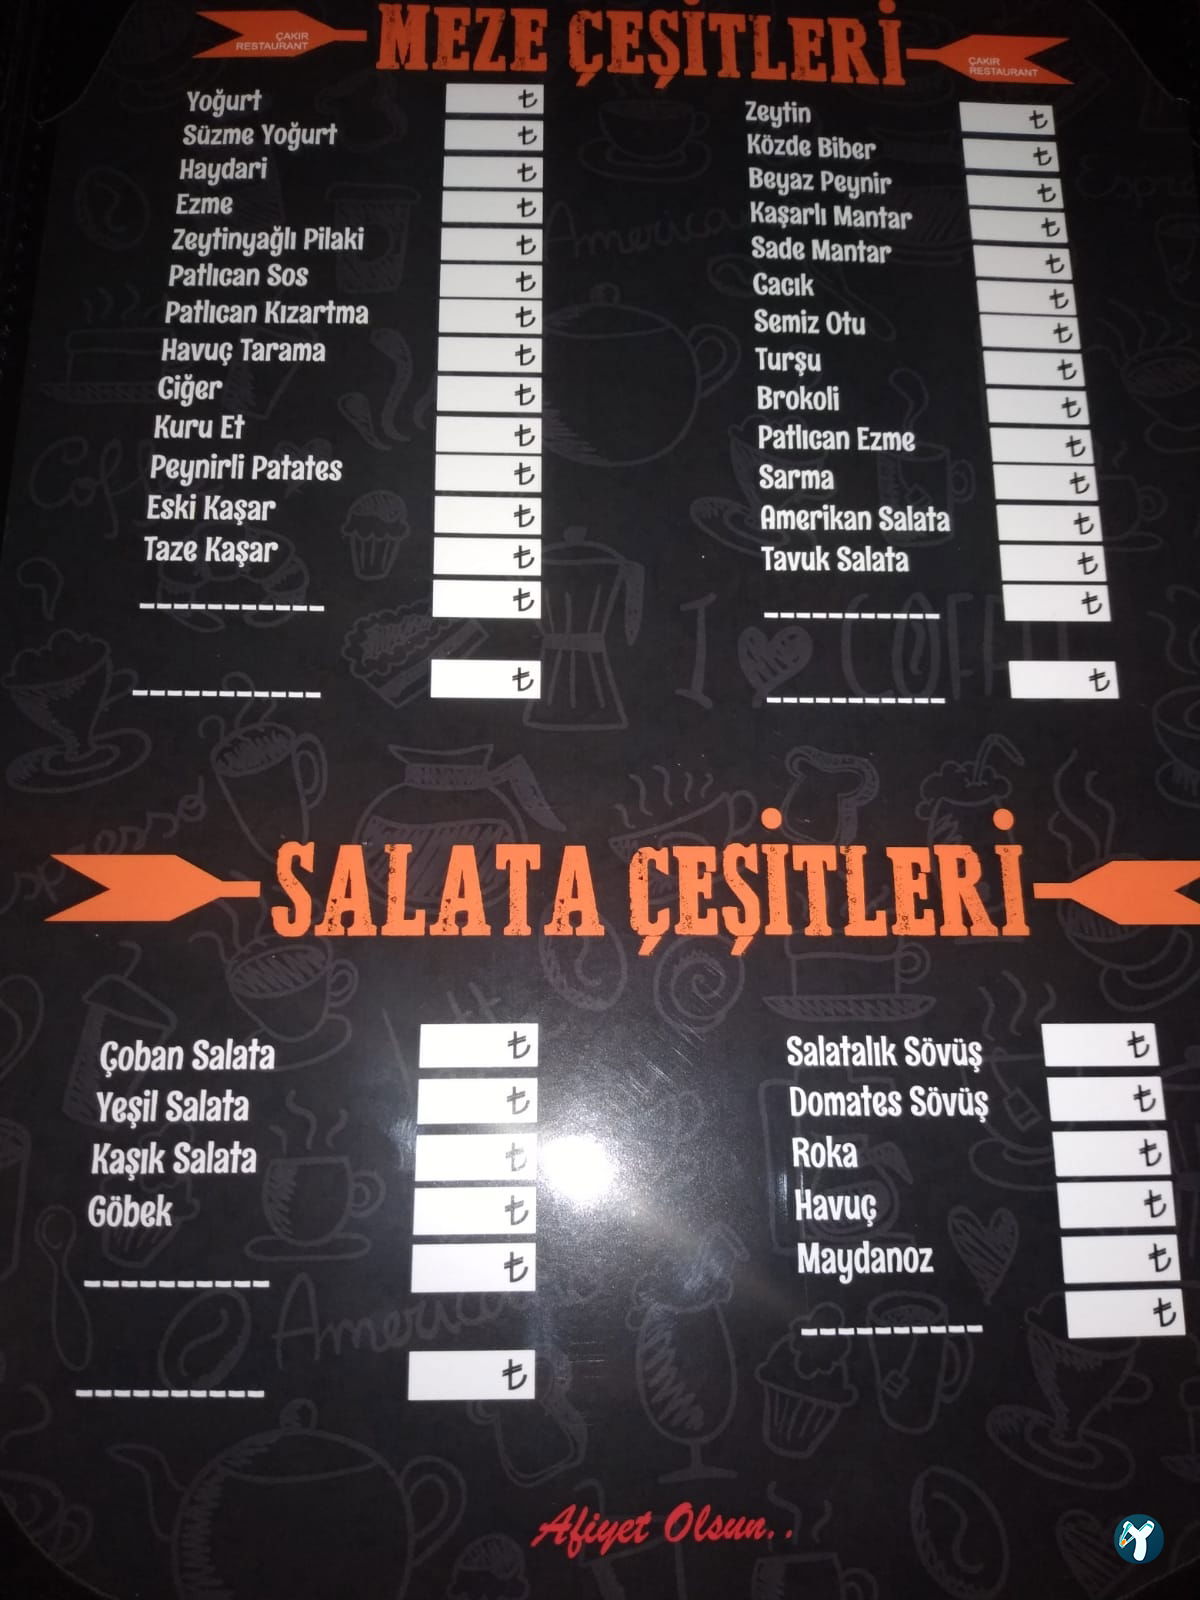 MEZE ÇEŞİTLERİ
ÇAKIR
RESTAURANT
ÇAKIR
RESTAURANT
Yoğurt ₺
Süzme Yoğurt ₺
Haydari ₺
Ezme ₺
Zeytinyağlı Pilaki ₺
Patlıcan Sos ₺
Patlıcan Kızartma ₺
Havuç Tarama ₺
Ciğer ₺
Kuru Et ₺
Peynirli Patates ₺
Eski Kaşar ₺
Taze Kaşar ₺
----------- ₺
----------- ₺
Zeytin ₺
Közde Biber ₺
Beyaz Peynir ₺
Kaşarlı Mantar ₺
Sade Mantar ₺
Cacık ₺
Semiz Otu ₺
Turşu ₺
Brokoli ₺
Patlıcan Ezme ₺
Sarma ₺
Amerikan Salata ₺
Tavuk Salata ₺
----------- ₺
----------- ₺
SALATA ÇEŞİTLERİ
Çoban Salata ₺
Yeşil Salata ₺
Kaşık Salata ₺
Göbek ₺
---------- ₺
---------- ₺
Salatalık Sövüş ₺
Domates Sövüş ₺
Roka ₺
Havuç ₺
Maydanoz ₺
---------- ₺
Afiyet Olsun..